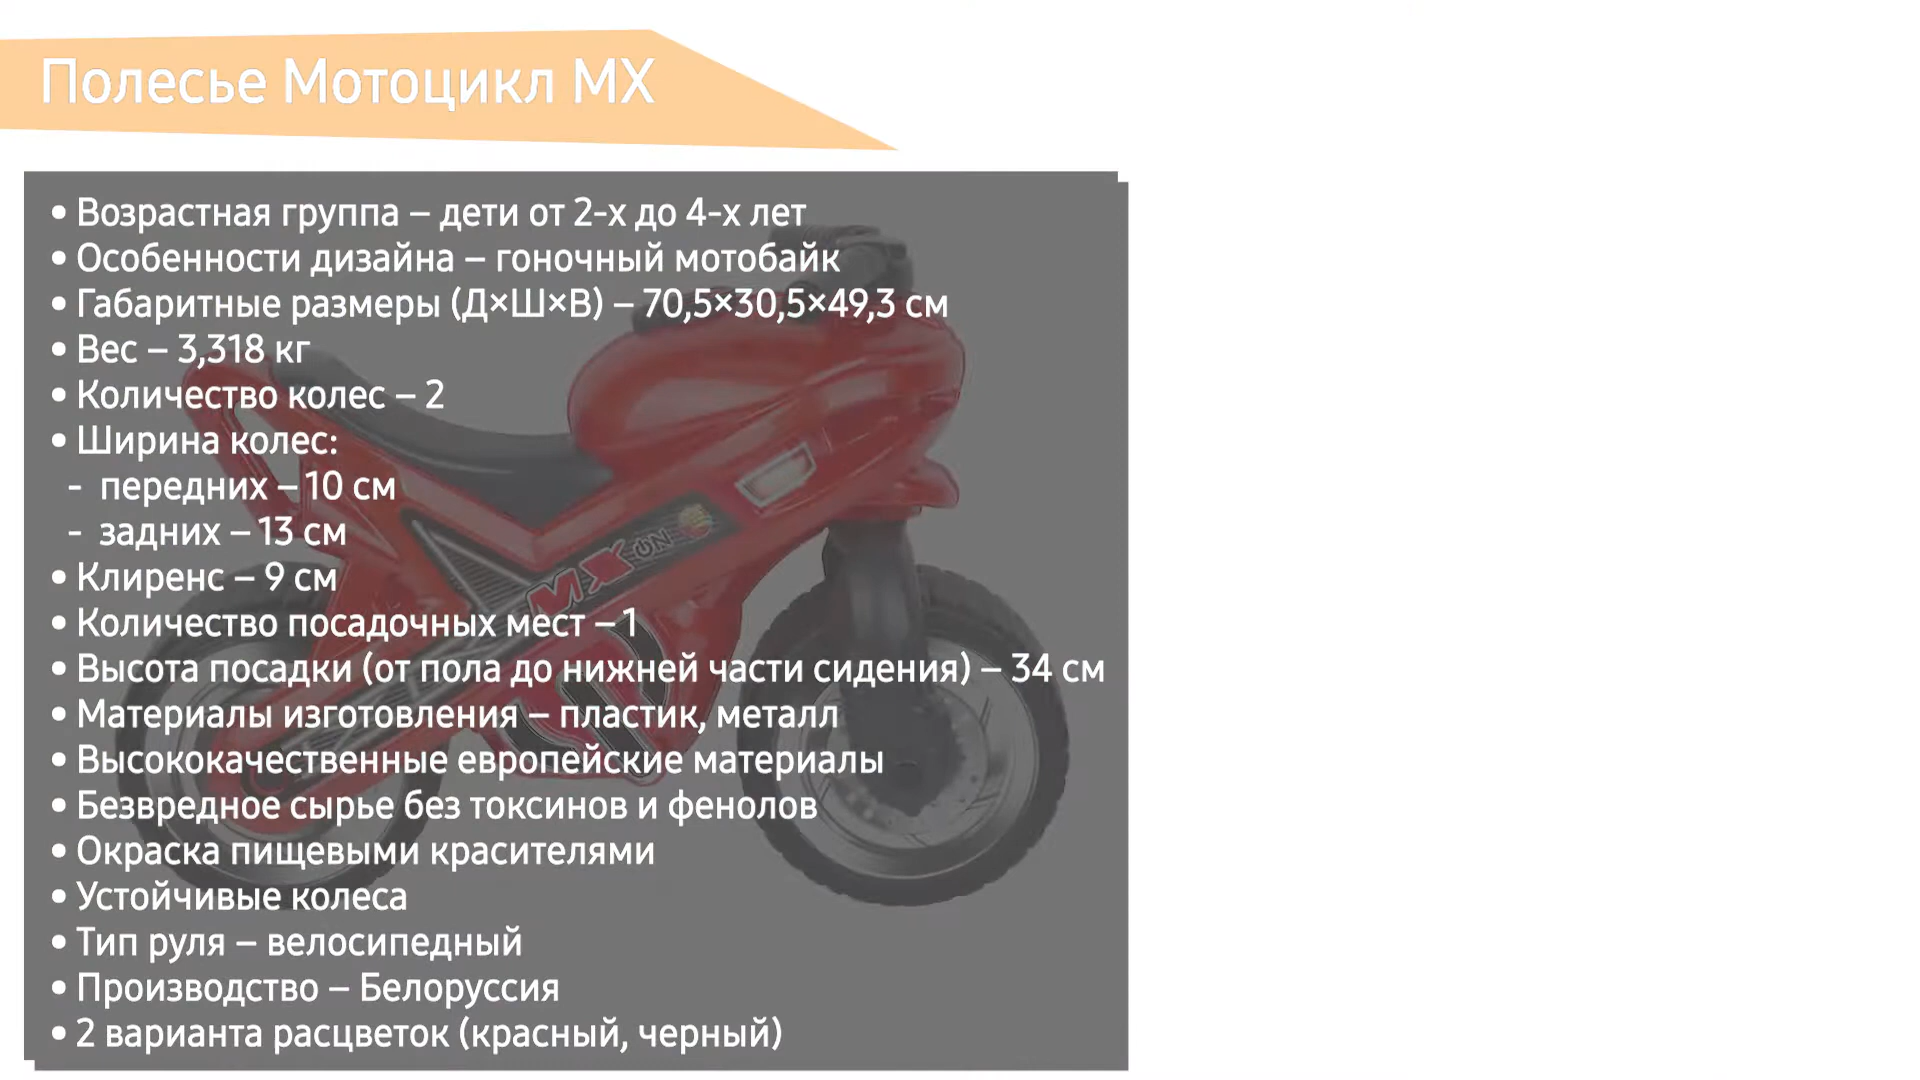 Полесье Мотоцикл MX
• Возрастная группа – дети от 2-х до 4-х лет
• Особенности дизайна – гоночный мотобайк
• Габаритные размеры (Д×Ш×В) – 70,5×30,5×49,3 см
• Вес – 3,318 кг
• Количество колес – 2
• Ширина колес:
- передних – 10 см
- задних – 13 см
• Клиренс – 9 см
• Количество посадочных мест – 1
• Высота посадки (от пола до нижней части сидения) – 34 см
• Материалы изготовления – пластик, металл
• Высококачественные европейские материалы
• Безвредное сырье без токсинов и фенолов
• Окраска пищевыми красителями
• Устойчивые колеса
• Тип руля – велосипедный
• Производство – Белоруссия
• 2 варианта расцветок (красный, черный)
MX ON